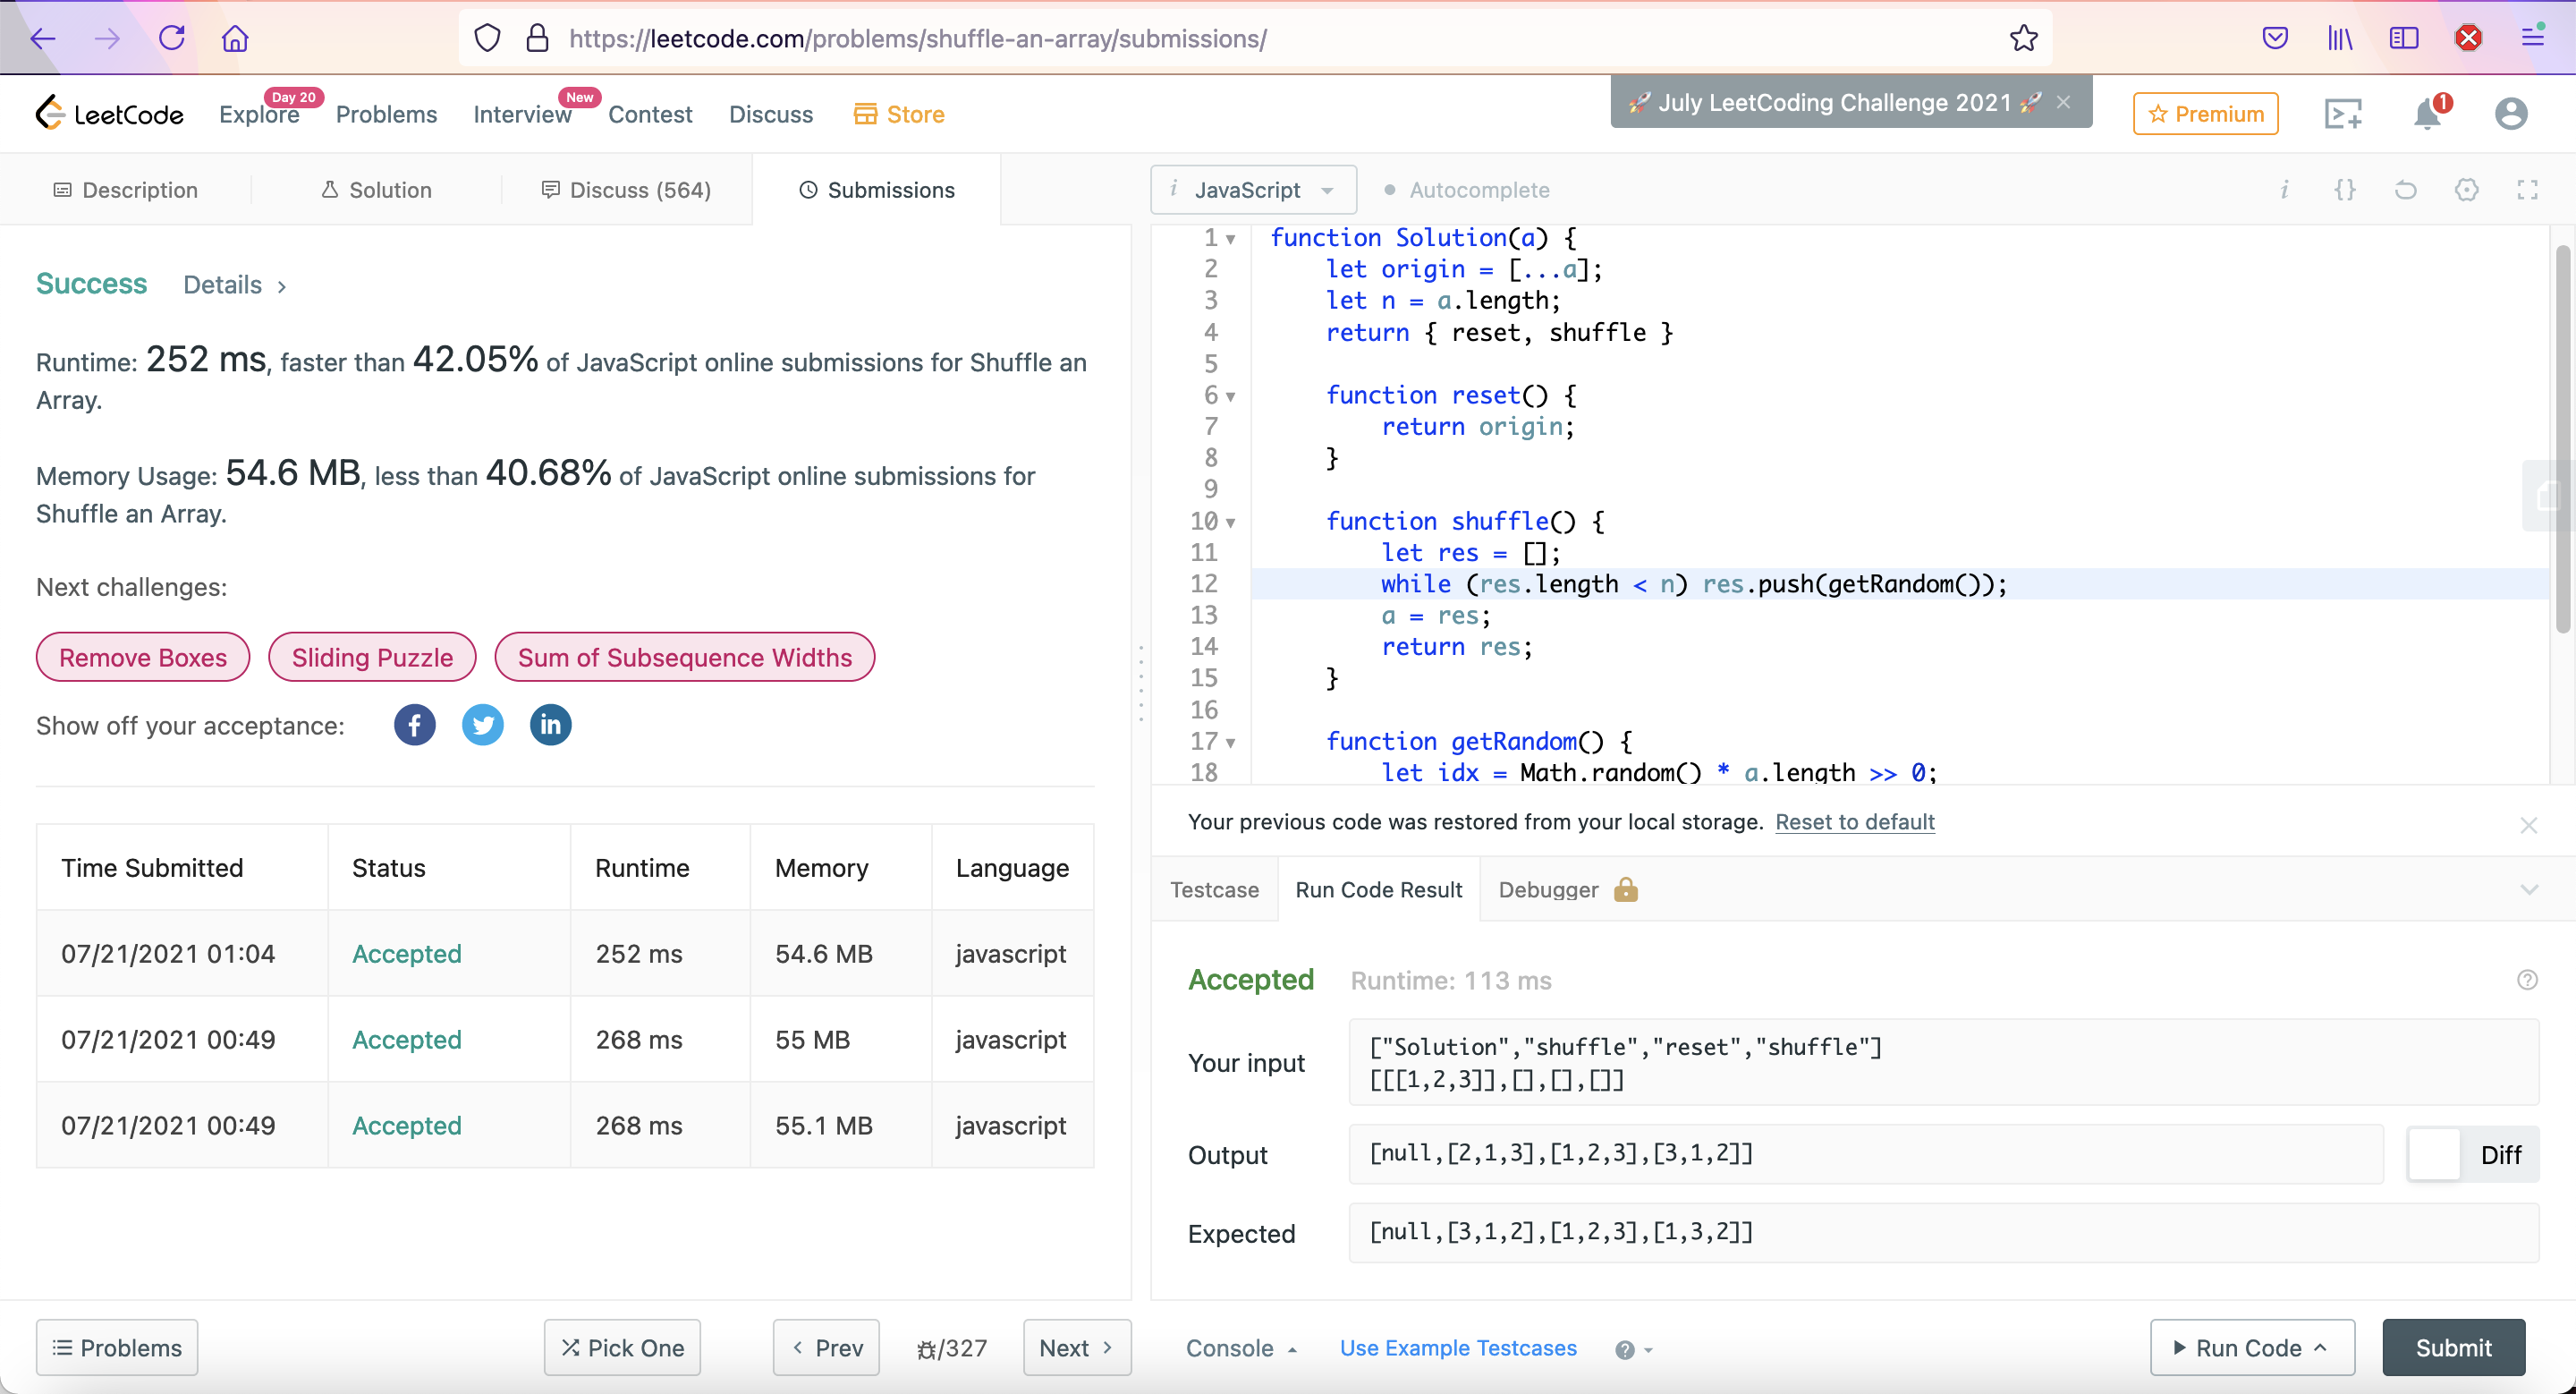 https://leetcode.com/problems/shuffle-an-array/submissions/
LeetCode
Explore
Day 20
Problems
Interview
New
Contest
Discuss
Store
🚀 July LeetCoding Challenge 2021 🚀 ×
Premium
1
Description
Solution
Discuss (564)
Submissions
Success Details >
Runtime: 252 ms, faster than 42.05% of JavaScript online submissions for Shuffle an
Array.
Memory Usage: 54.6 MB, less than 40.68% of JavaScript online submissions for
Shuffle an Array.
Next challenges:
Remove Boxes
Sliding Puzzle
Sum of Subsequence Widths
Show off your acceptance: f in
Time Submitted Status Runtime Memory Language
07/21/2021 01:04 Accepted 252 ms 54.6 MB javascript
07/21/2021 00:49 Accepted 268 ms 55 MB javascript
07/21/2021 00:49 Accepted 268 ms 55.1 MB javascript
Problems
Pick One
< Prev
/327
Next >
i JavaScript
Autocomplete
i {}
1 function Solution(a) {
2 let origin = [...a];
3 let n = a.length;
4 return { reset, shuffle }
5
6 function reset() {
7 return origin;
8 }
9
10 function shuffle() {
11 let res = [];
12 while (res.length < n) res.push(getRandom());
13 a = res;
14 return res;
15 }
16
17 function getRandom() {
18 let idx = Math.random() * a.length >> 0;
Your previous code was restored from your local storage. Reset to default
Testcase
Run Code Result
Debugger
Accepted Runtime: 113 ms
Your input
["Solution","shuffle","reset","shuffle"]
[[[1,2,3]],[],[],[]]
Output
[null,[2,1,3],[1,2,3],[3,1,2]]
Diff
Expected
[null,[3,1,2],[1,2,3],[1,3,2]]
Console
Use Example Testcases
?
Run Code
Submit